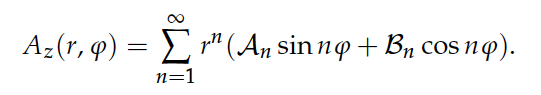 A_z(r, φ) = ∑_{n=1}^{∞} r^n (𝒜_n sin nφ + ℬ_n cos nφ).